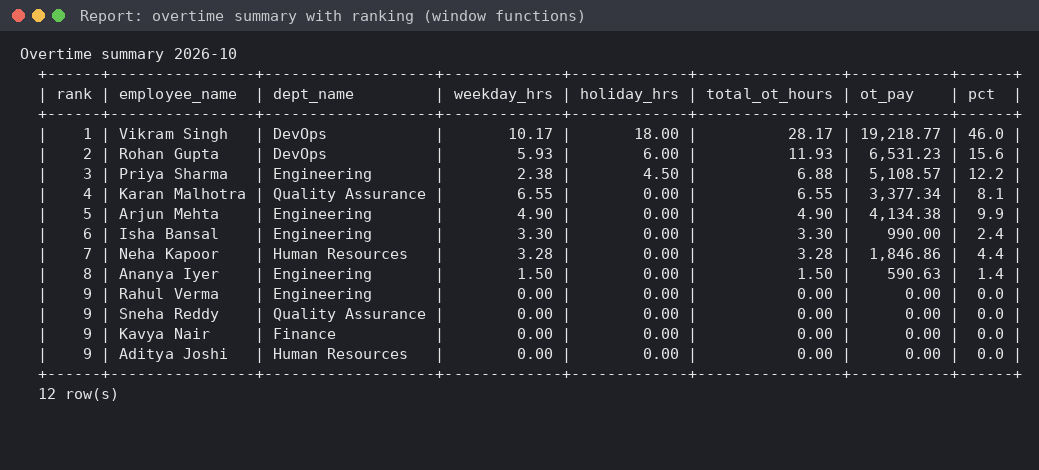 Report: overtime summary with ranking (window functions)
Overtime summary 2026-10
+------+----------------+-------------------+-------------+-------------+----------------+-----------+------+
| rank | employee_name  | dept_name         | weekday_hrs | holiday_hrs | total_ot_hours | ot_pay    | pct  |
+------+----------------+-------------------+-------------+-------------+----------------+-----------+------+
|    1 | Vikram Singh   | DevOps            |       10.17 |       18.00 |          28.17 | 19,218.77 | 46.0 |
|    2 | Rohan Gupta    | DevOps            |        5.93 |        6.00 |          11.93 |  6,531.23 | 15.6 |
|    3 | Priya Sharma   | Engineering       |        2.38 |        4.50 |           6.88 |  5,108.57 | 12.2 |
|    4 | Karan Malhotra | Quality Assurance |        6.55 |        0.00 |           6.55 |  3,377.34 |  8.1 |
|    5 | Arjun Mehta    | Engineering       |        4.90 |        0.00 |           4.90 |  4,134.38 |  9.9 |
|    6 | Isha Bansal    | Engineering       |        3.30 |        0.00 |           3.30 |    990.00 |  2.4 |
|    7 | Neha Kapoor    | Human Resources   |        3.28 |        0.00 |           3.28 |  1,846.86 |  4.4 |
|    8 | Ananya Iyer    | Engineering       |        1.50 |        0.00 |           1.50 |    590.63 |  1.4 |
|    9 | Rahul Verma    | Engineering       |        0.00 |        0.00 |           0.00 |      0.00 |  0.0 |
|    9 | Sneha Reddy    | Quality Assurance |        0.00 |        0.00 |           0.00 |      0.00 |  0.0 |
|    9 | Kavya Nair     | Finance           |        0.00 |        0.00 |           0.00 |      0.00 |  0.0 |
|    9 | Aditya Joshi   | Human Resources   |        0.00 |        0.00 |           0.00 |      0.00 |  0.0 |
+------+----------------+-------------------+-------------+-------------+----------------+-----------+------+
12 row(s)